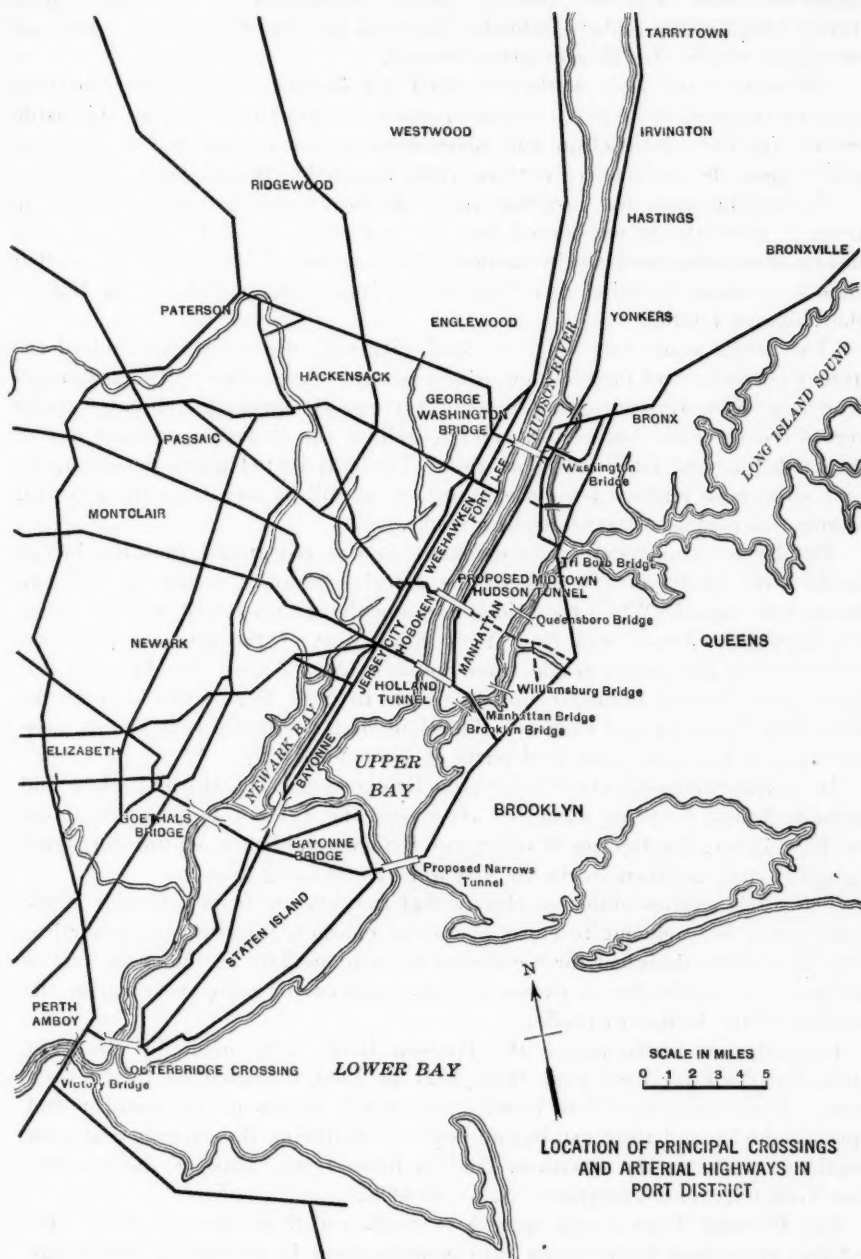 TARRYTOWN
WESTWOOD
IRVINGTON
RIDGEWOOD
HASTINGS
BRONXVILLE
PATERSON
ENGLEWOOD
YONKERS
HUDSON RIVER
HACKENSACK
LONG ISLAND SOUND
GEORGE
WASHINGTON
BRIDGE
BRONX
PASSAIC
FORT LEE
Washington
Bridge
MONTCLAIR
WEEHAWKEN
Tri Boro Bridge
PROPOSED MIDTOWN
HUDSON TUNNEL
HOBOKEN
MANHATTAN
Queensboro Bridge
NEWARK
QUEENS
JERSEY CITY
HOLLAND
TUNNEL
Williamsburg Bridge
Manhattan Bridge
Brooklyn Bridge
ELIZABETH
NEWARK BAY
BAYONNE
UPPER
BAY
BROOKLYN
GOETHALS
BRIDGE
BAYONNE
BRIDGE
Proposed Narrows
Tunnel
STATEN ISLAND
N
PERTH
AMBOY
OUTERBRIDGE CROSSING
LOWER BAY
SCALE IN MILES
0 1 2 3 4 5
Victory Bridge
LOCATION OF PRINCIPAL CROSSINGS
AND ARTERIAL HIGHWAYS IN
PORT DISTRICT